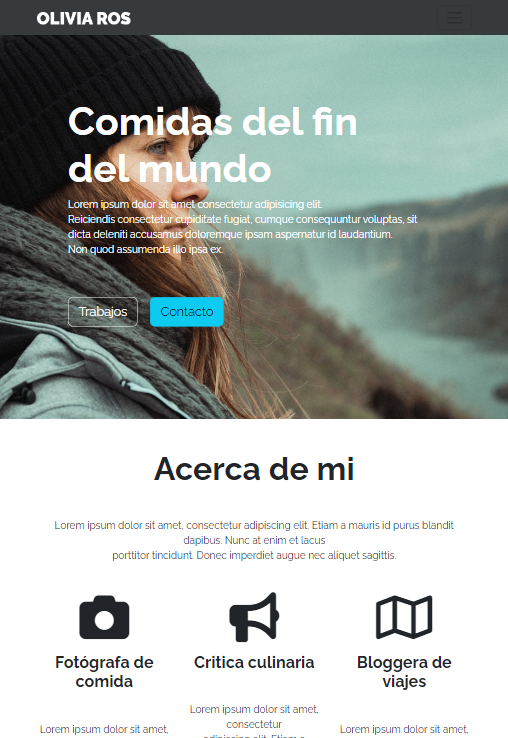 OLIVIA ROS
Comidas del fin
del mundo
Lorem ipsum dolor sit amet consectetur adipisicing elit.
Reiciendis consectetur cupiditate fugiat, cumque consequuntur voluptas, sit
dicta deleniti accusamus doloremque ipsam aspernatur id laudantium.
Non quod assumenda illo ipsa ex.
Trabajos
Contacto
Acerca de mi
Lorem ipsum dolor sit amet, consectetur adipiscing elit. Etiam a mauris id purus blandit
dapibus. Nunc at enim et lacus
porttitor tincidunt. Donec imperdiet augue nec aliquet sagittis.
Fotógrafa de
comida
Critica culinaria
Bloggera de
viajes
Lorem ipsum dolor sit amet,
consectetur
Lorem ipsum dolor sit amet,
adipiscing elit. Etiam a
Lorem ipsum dolor sit amet,